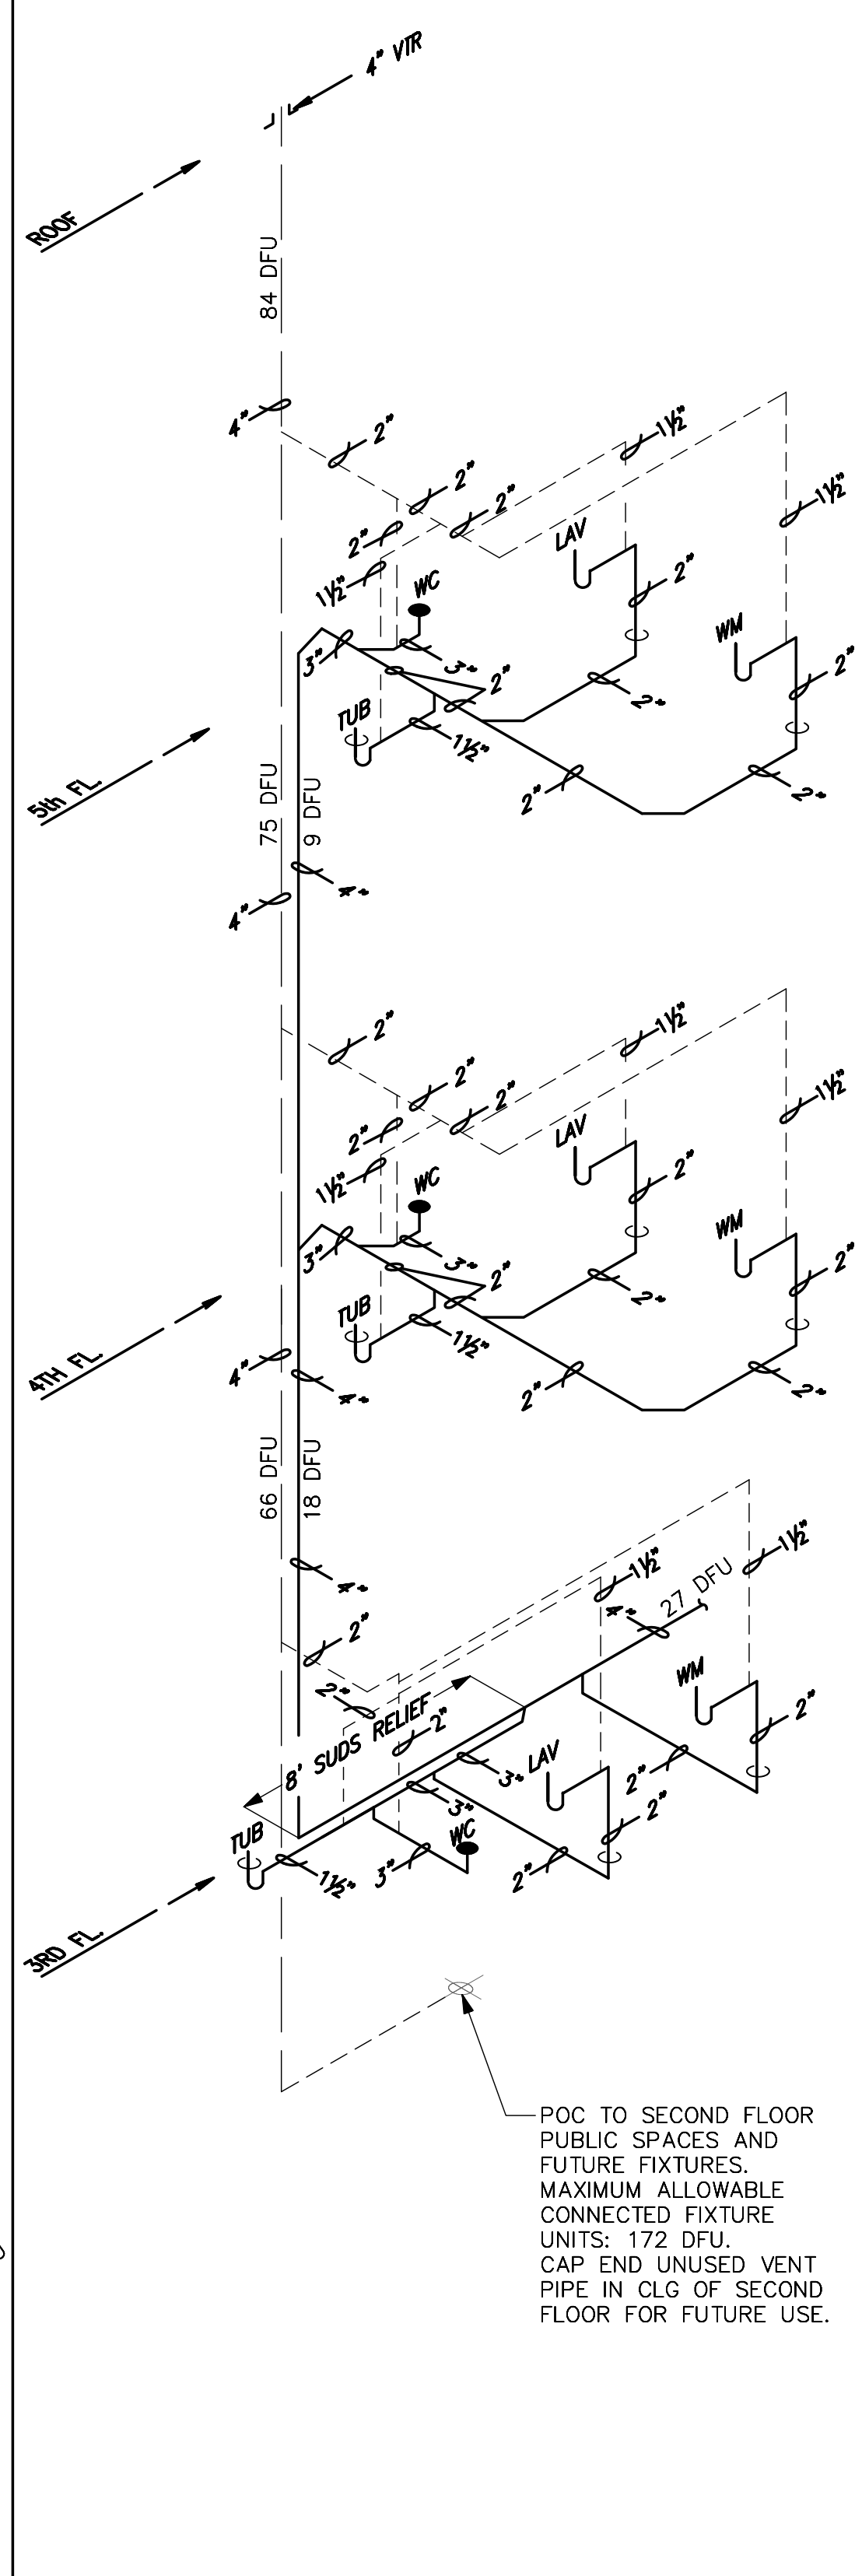 4" VTR
ROOF
84 DFU
4"
2"
1½"
2"
2"
2"
1½"
1½"
LAV
WC
2"
3"
3"
WM
2"
2"
2"
TUB
1½"
5th FL.
75 DFU
9 DFU
2"
2"
4"
4"
2"
1½"
2"
2"
2"
1½"
1½"
LAV
WC
2"
3"
3"
WM
2"
2"
2"
TUB
1½"
4TH FL.
4"
4"
2"
2"
66 DFU
18 DFU
4"
1½"
1½"
27 DFU
4"
2"
2"
8' SUDS RELIEF
2"
WM
2"
3"
LAV
2"
3"
2"
TUB
WC
1½"
3"
2"
3RD FL.
POC TO SECOND FLOOR
PUBLIC SPACES AND
FUTURE FIXTURES.
MAXIMUM ALLOWABLE
CONNECTED FIXTURE
UNITS: 172 DFU.
CAP END UNUSED VENT
PIPE IN CLG OF SECOND
FLOOR FOR FUTURE USE.